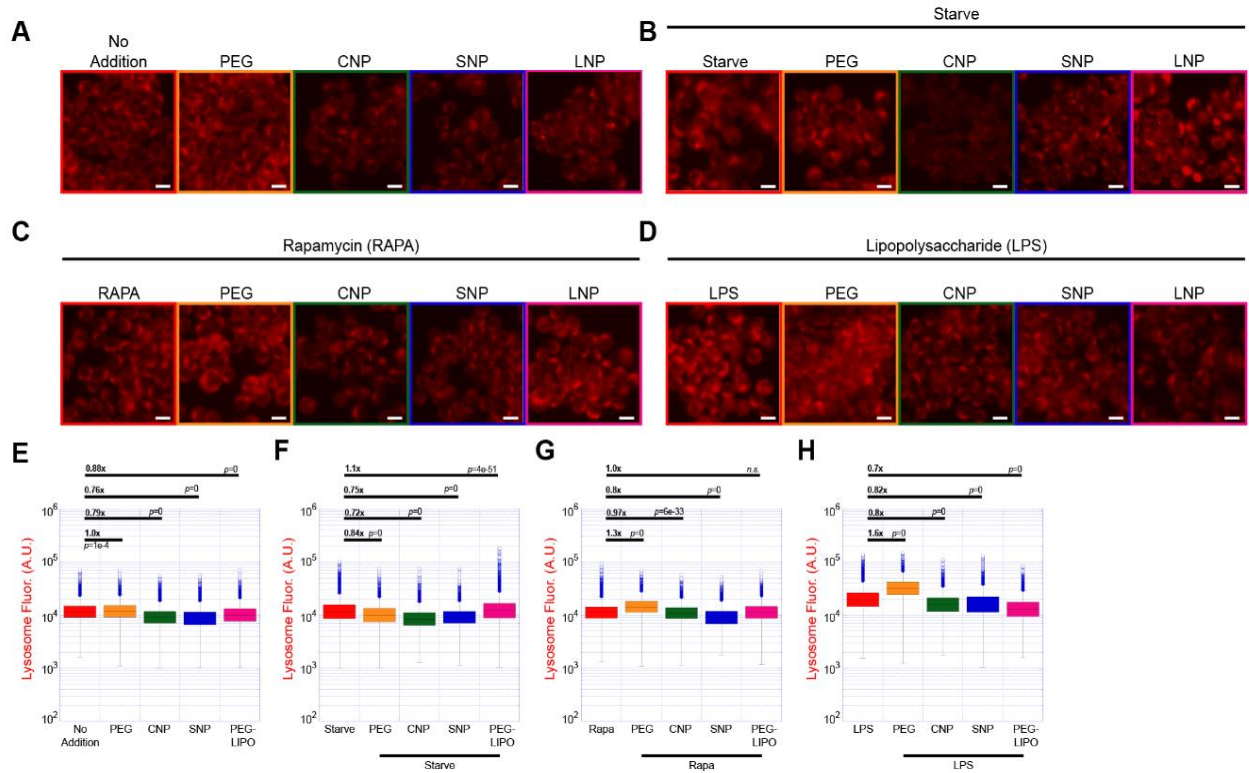 A
No
Addition
PEG
CNP
SNP
LNP
B
Starve
Starve
PEG
CNP
SNP
LNP
C
Rapamycin (RAPA)
RAPA
PEG
CNP
SNP
LNP
D
Lipopolysaccharide (LPS)
LPS
PEG
CNP
SNP
LNP
E
0.88x
p=0
0.76x
p=0
0.79x
p=0
1.0x
p=1e-4
Lysosome Fluor. (A.U.)
10^6
10^5
10^4
10^3
10^2
No
Addition
PEG
CNP
SNP
PEG-
LIPO
F
1.1x
p=4e-51
0.75x
p=0
0.72x
p=0
0.84x p=0
Lysosome Fluor. (A.U.)
10^6
10^5
10^4
10^3
10^2
Starve
PEG
CNP
SNP
PEG-
LIPO
Starve
G
1.0x
n.s.
0.8x
p=0
0.97x p=6e-33
1.3x p=0
Lysosome Fluor. (A.U.)
10^6
10^5
10^4
10^3
10^2
Rapa
PEG
CNP
SNP
PEG-
LIPO
Rapa
H
0.7x
p=0
0.82x
p=0
0.8x
p=0
1.6x p=0
Lysosome Fluor. (A.U.)
10^6
10^5
10^4
10^3
10^2
LPS
PEG
CNP
SNP
PEG-
LIPO
LPS